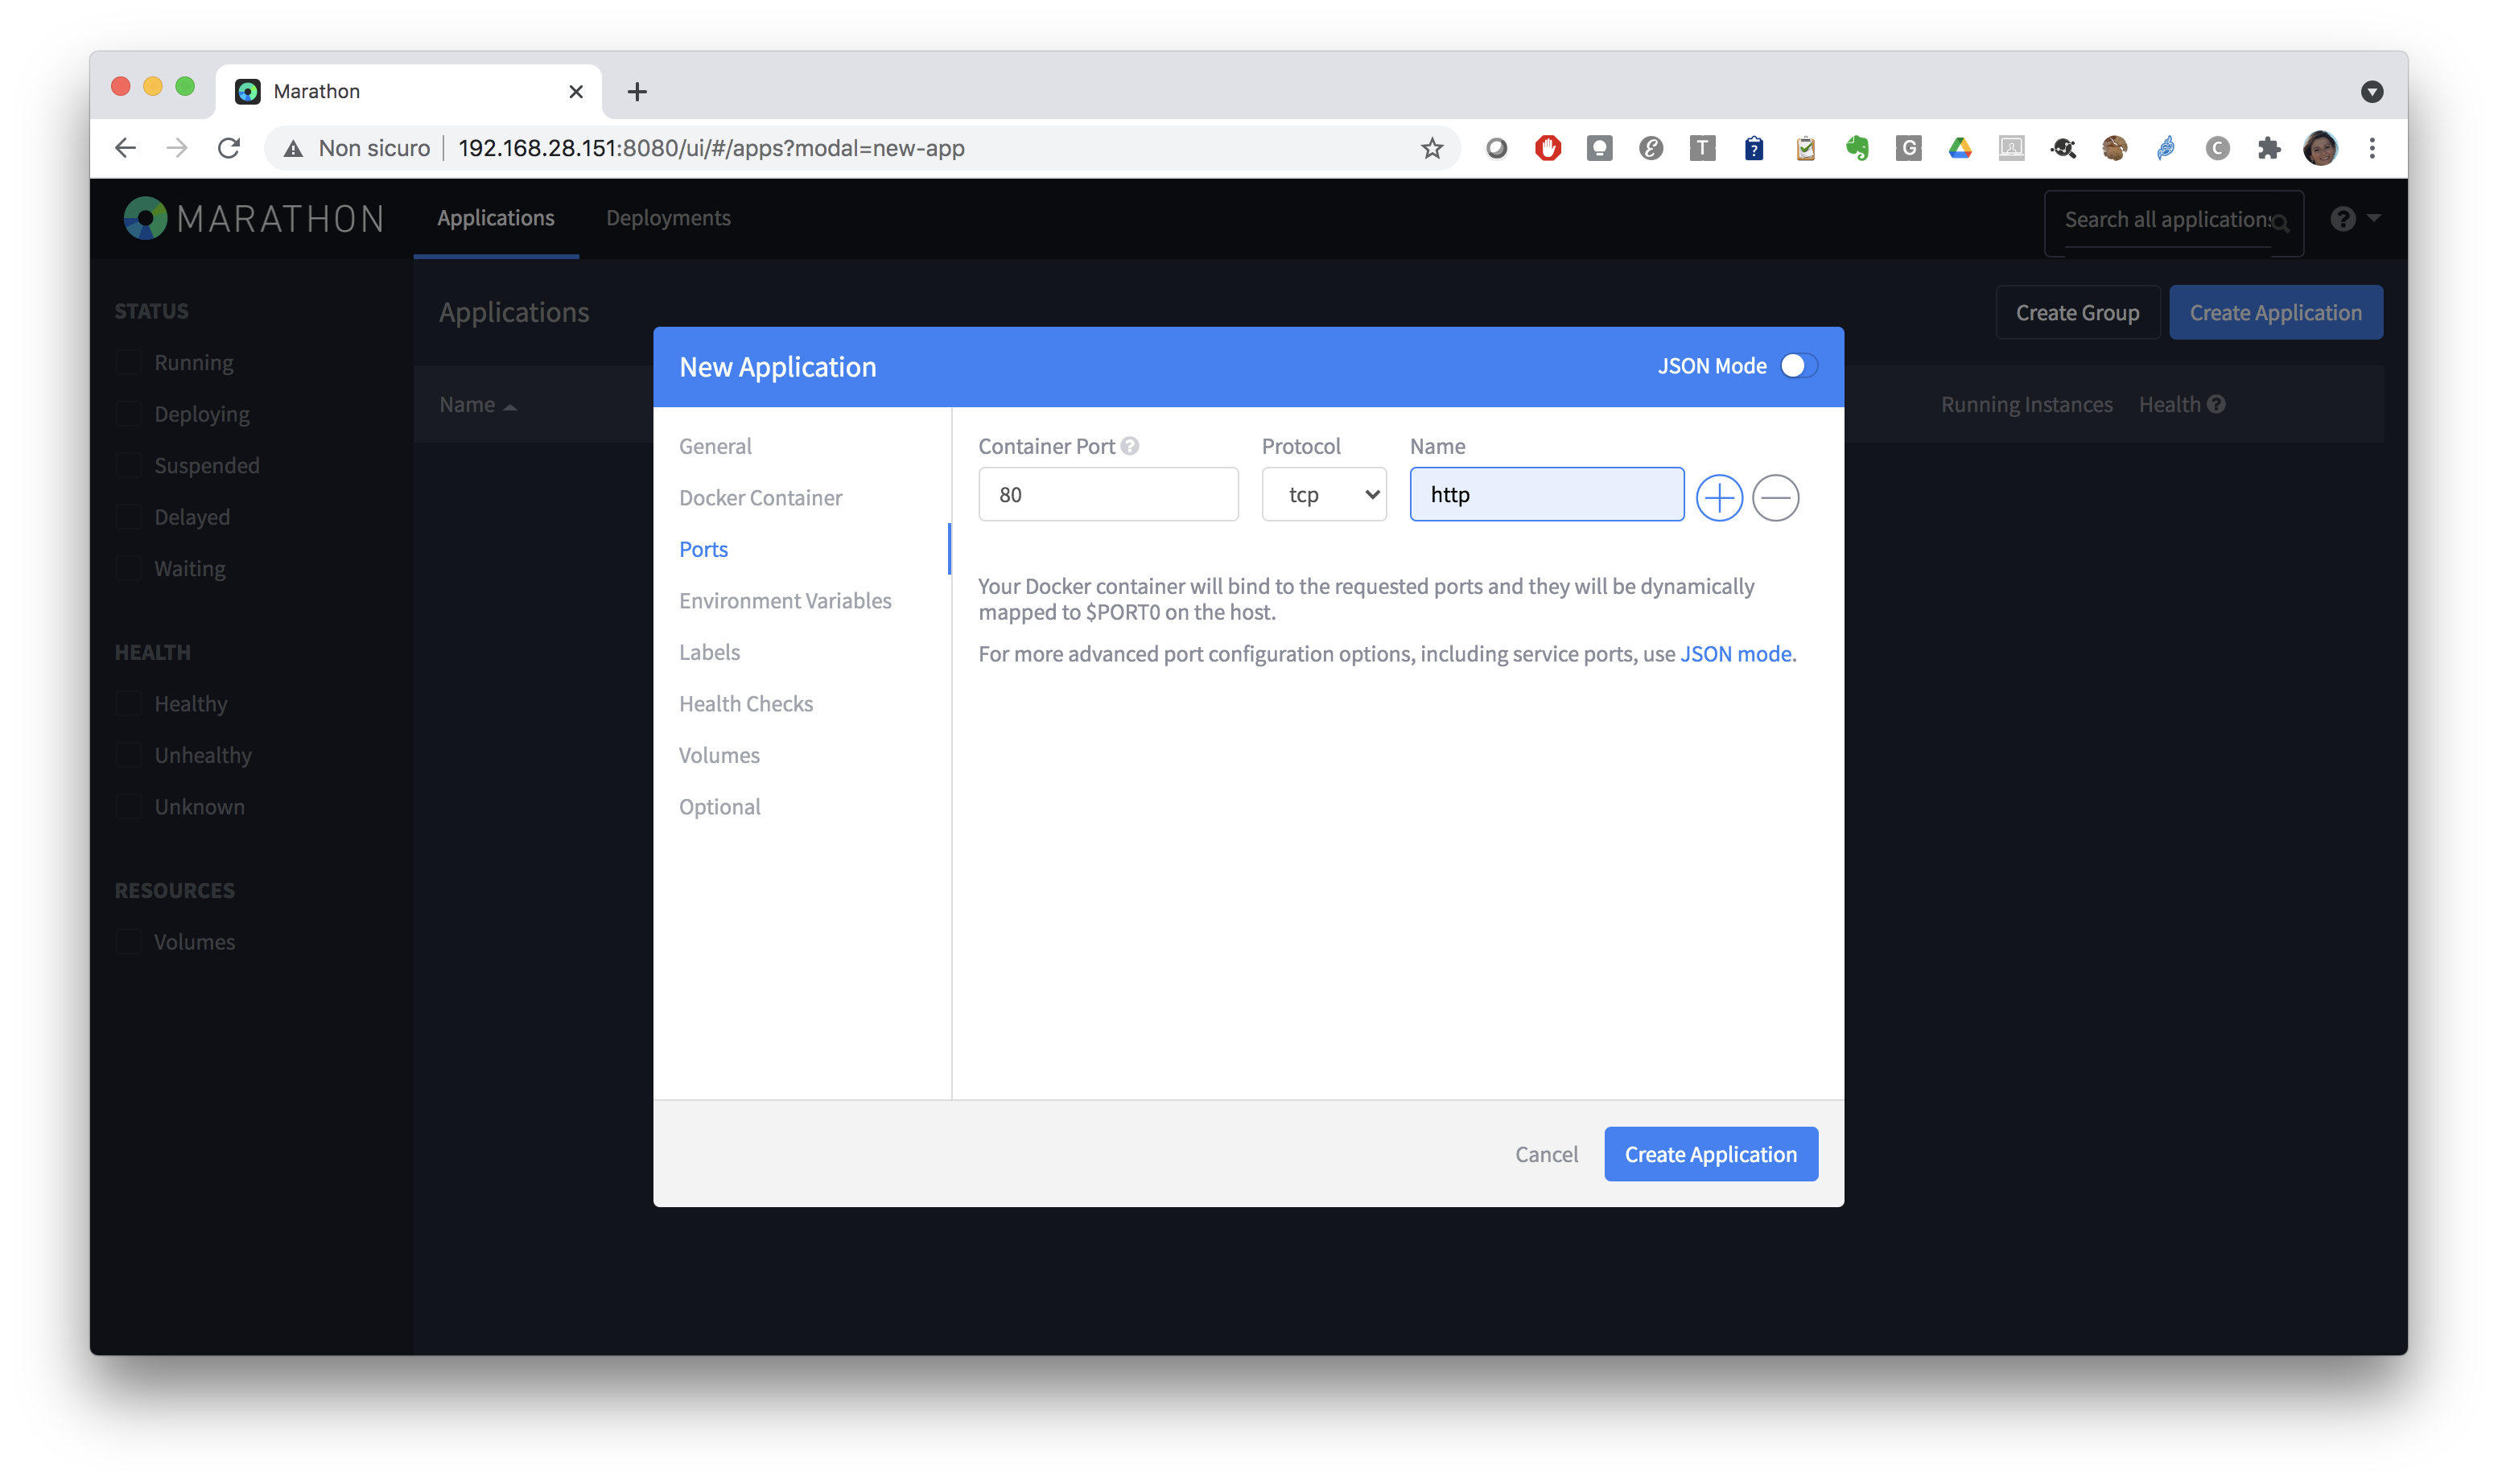 Marathon
Non sicuro
192.168.28.151:8080/ui/#/apps?modal=new-app
MARATHON
Applications
Deployments
Search all applications
STATUS
Running
Deploying
Suspended
Delayed
Waiting
HEALTH
Healthy
Unhealthy
Unknown
RESOURCES
Volumes
Applications
Create Group
Create Application
Name
Running Instances
Health
New Application
JSON Mode
General
Docker Container
Ports
Environment Variables
Labels
Health Checks
Volumes
Optional
Container Port
Protocol
Name
80
tcp
http
Your Docker container will bind to the requested ports and they will be dynamically
mapped to $PORT0 on the host.
For more advanced port configuration options, including service ports, use JSON mode.
Cancel
Create Application